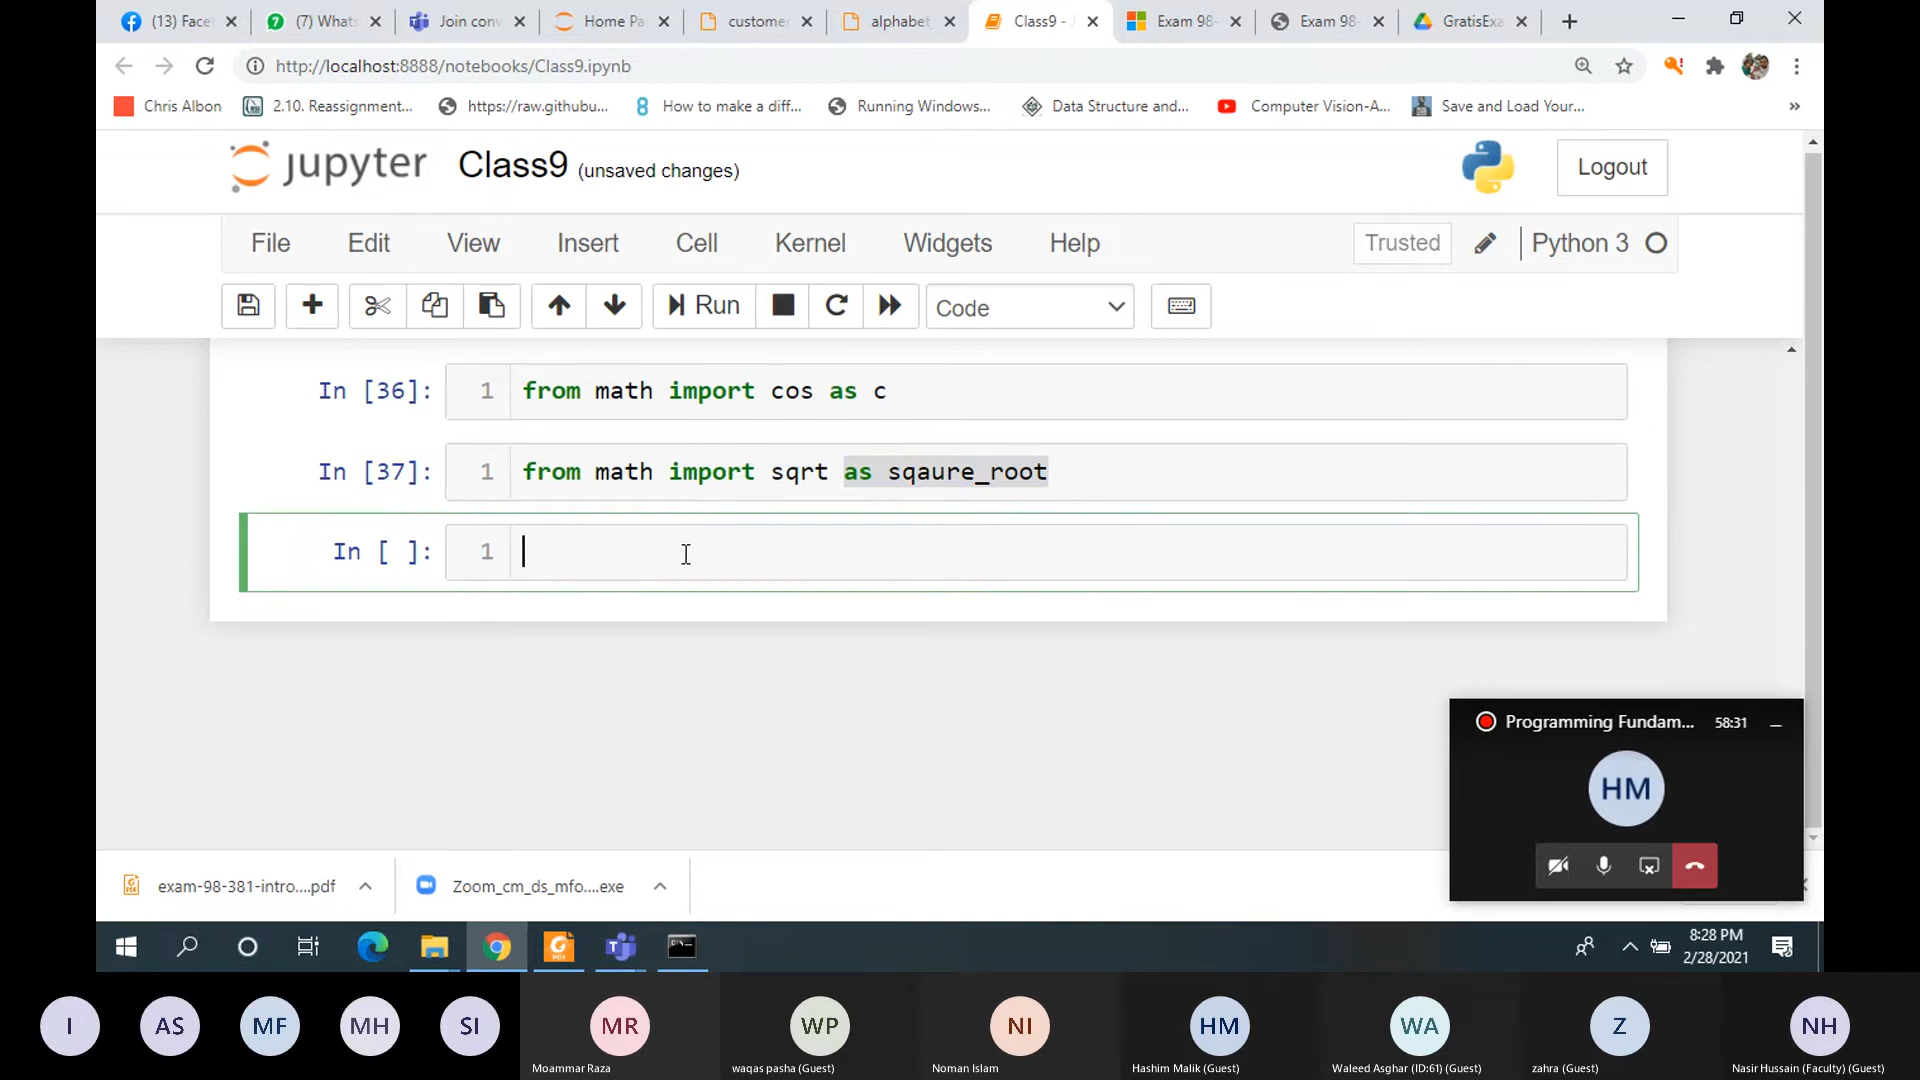 (13) Face
(7) Whats
Join conv
Home Pa
custome
alphabet
Class9 - J
Exam 98-
Exam 98-
GratisExa
http://localhost:8888/notebooks/Class9.ipynb
Chris Albon
2.10. Reassignment...
https://raw.githubu...
How to make a diff...
Running Windows...
Data Structure and...
Computer Vision-A...
Save and Load Your...
»
jupyter Class9 (unsaved changes)
Logout
File Edit View Insert Cell Kernel Widgets Help
Trusted
Python 3
Run
Code
In [36]: 1 from math import cos as c
In [37]: 1 from math import sqrt as sqaure_root
In [ ]: 1
Programming Fundam... 58:31
HM
exam-98-381-intro....pdf
Zoom_cm_ds_mfo....exe
8:28 PM
2/28/2021
I AS MF MH SI MR WP NI HM WA Z NH
Moammar Raza
waqas pasha (Guest)
Noman Islam
Hashim Malik (Guest)
Waleed Asghar (ID:61) (Guest)
zahra (Guest)
Nasir Hussain (Faculty) (Guest)